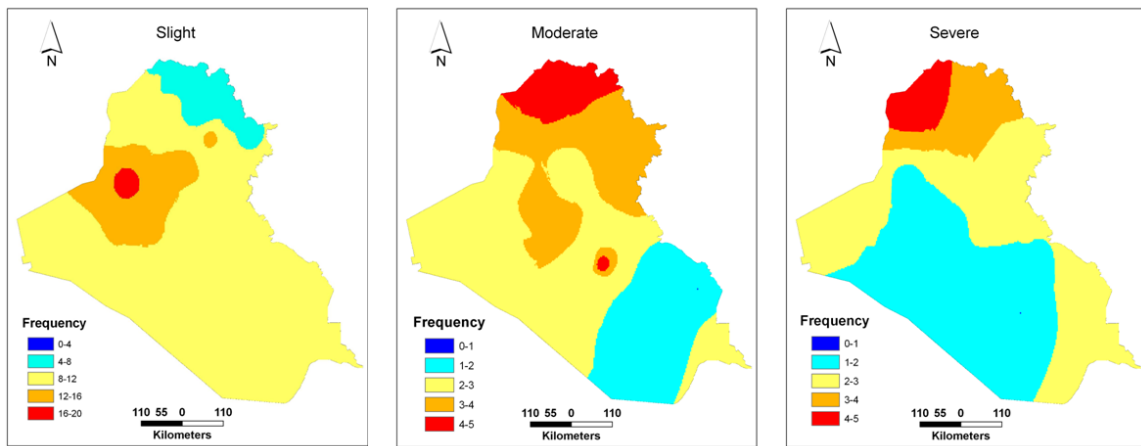 Slight
N
Frequency
0-4
4-8
8-12
12-16
16-20
110 55 0 110
Kilometers
Moderate
N
Frequency
0-1
1-2
2-3
3-4
4-5
110 55 0 110
Kilometers
Severe
N
Frequency
0-1
1-2
2-3
3-4
4-5
110 55 0 110
Kilometers